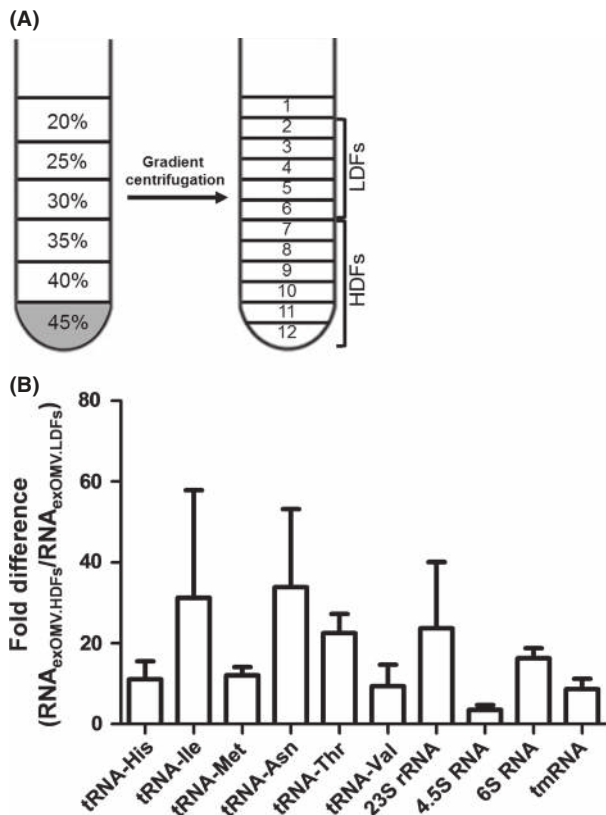 (A)
20%
25%
30%
35%
40%
45%
Gradient
centrifugation
1
2
3
4
5
6
7
8
9
10
11
12
LDFs
HDFs
(B)
Fold difference
(RNAexOMV.HDFs/RNAexOMV.LDFs)
80
60
40
20
0
tRNA-His
tRNA-Ile
tRNA-Met
tRNA-Asn
tRNA-Thr
tRNA-Val
23S rRNA
4.5S RNA
6S RNA
tmRNA